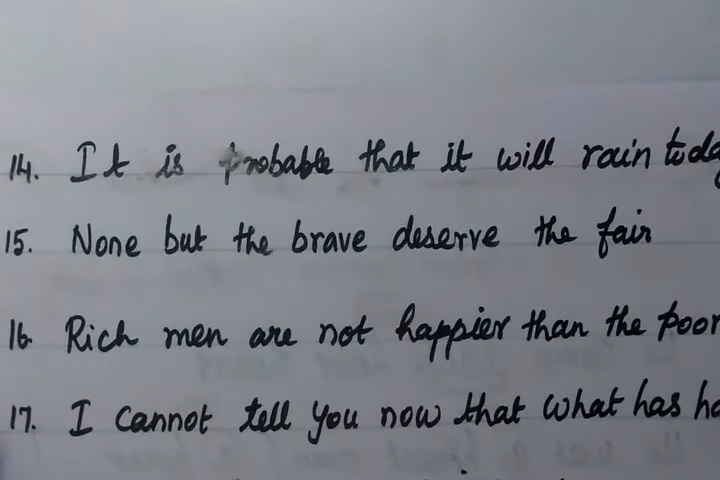 14. It is probable that it will rain today
15. None but the brave deserve the fair
16. Rich men are not happier than the poor
17. I cannot tell you now that what has